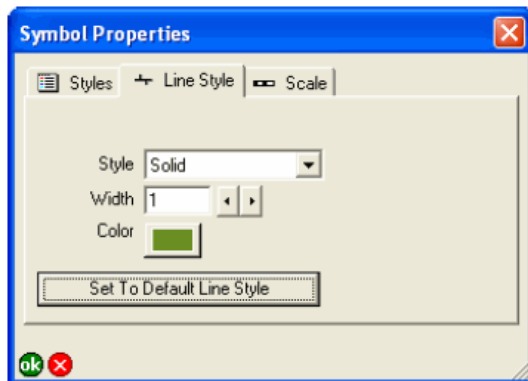 Symbol Properties
Styles Line Style Scale
Style Solid
Width 1
Color
Set To Default Line Style
ok